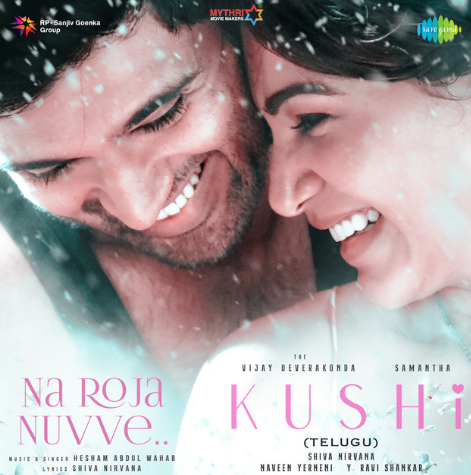 RP - Sanjiv Goenka
Group
MYTHRI
MOVIE MAKERS
saregama
THE
VIJAY DEVERAKONDA SAMANTHA
NA ROJA
NUVVE..
KUSHI
(TELUGU)
MUSIC & SINGER HESHAM ABDUL WAHAB
LYRICS SHIVA NIRVANA
SHIVA NIRVANA
NAVEEN YERNENI Y. RAVI SHANKAR